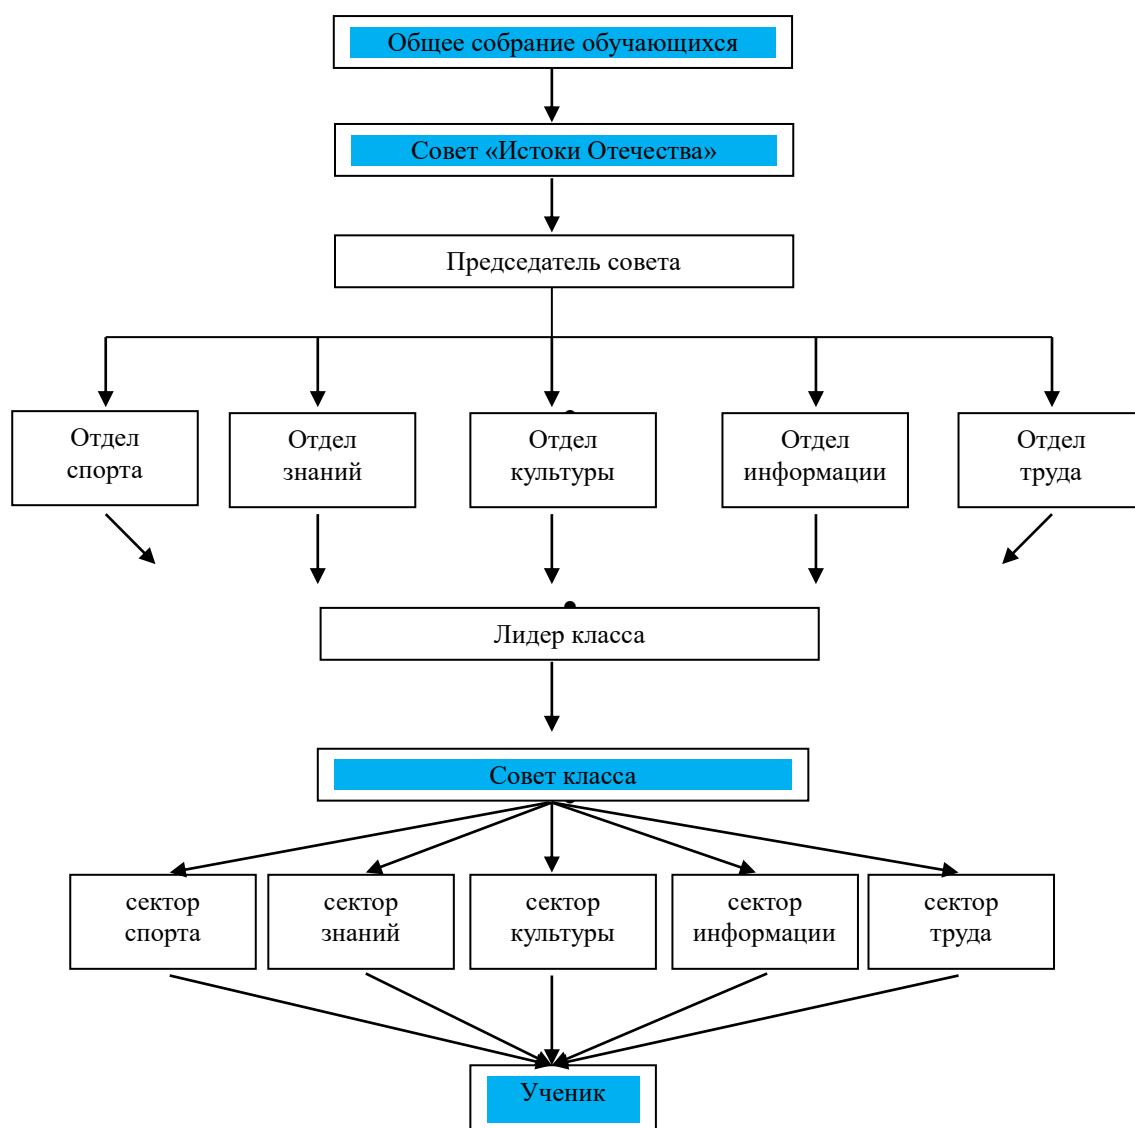 Общее собрание обучающихся
Совет «Истоки Отечества»
Председатель совета
Отдел
спорта
Отдел
знаний
Отдел
культуры
Отдел
информации
Отдел
труда
Лидер класса
Совет класса
сектор
спорта
сектор
знаний
сектор
культуры
сектор
информации
сектор
труда
Ученик